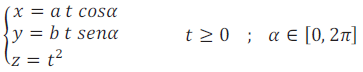 x = a t cosα
y = b t senα t ≥ 0 ; α ∈ [0, 2π]
z = t²